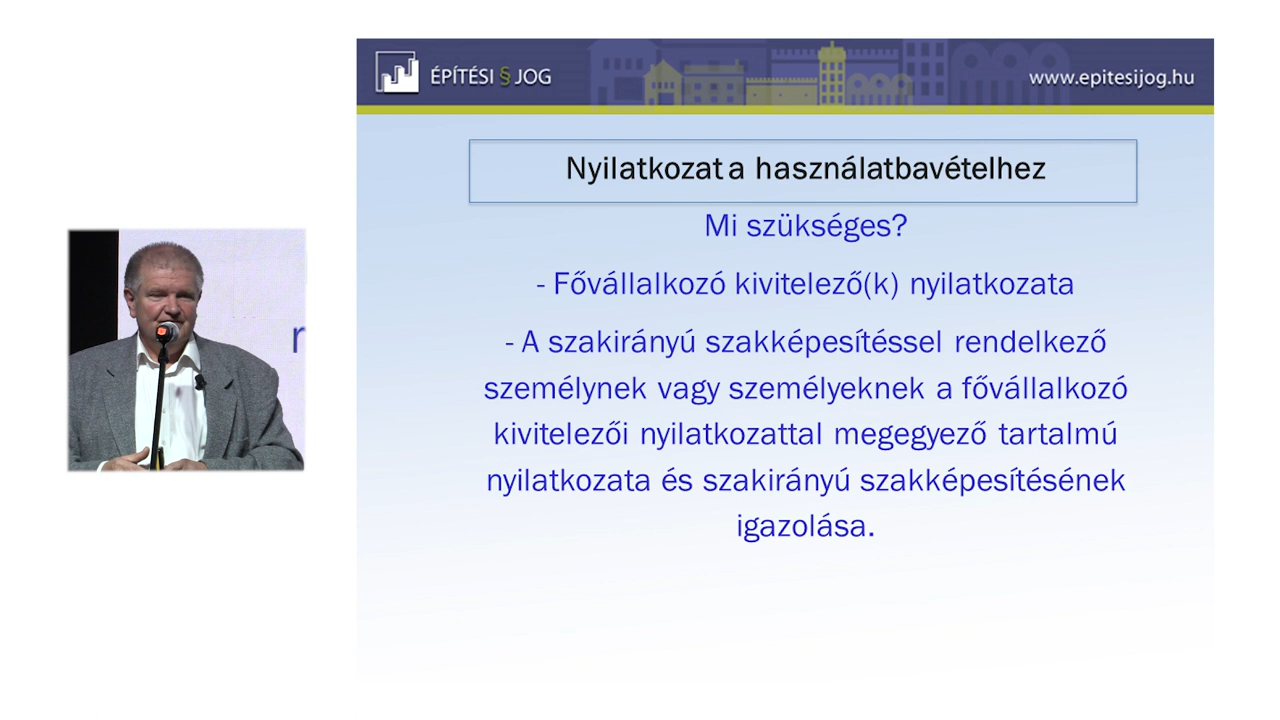 ÉPÍTÉSI § JOG
www.epitesijog.hu
Nyilatkozat a használatbavételhez
Mi szükséges?
- Fővállalkozó kivitelező(k) nyilatkozata
- A szakirányú szakképesítéssel rendelkező
személynek vagy személyeknek a fővállalkozó
kivitelezői nyilatkozattal megegyező tartalmú
nyilatkozata és szakirányú szakképesítésének
igazolása.